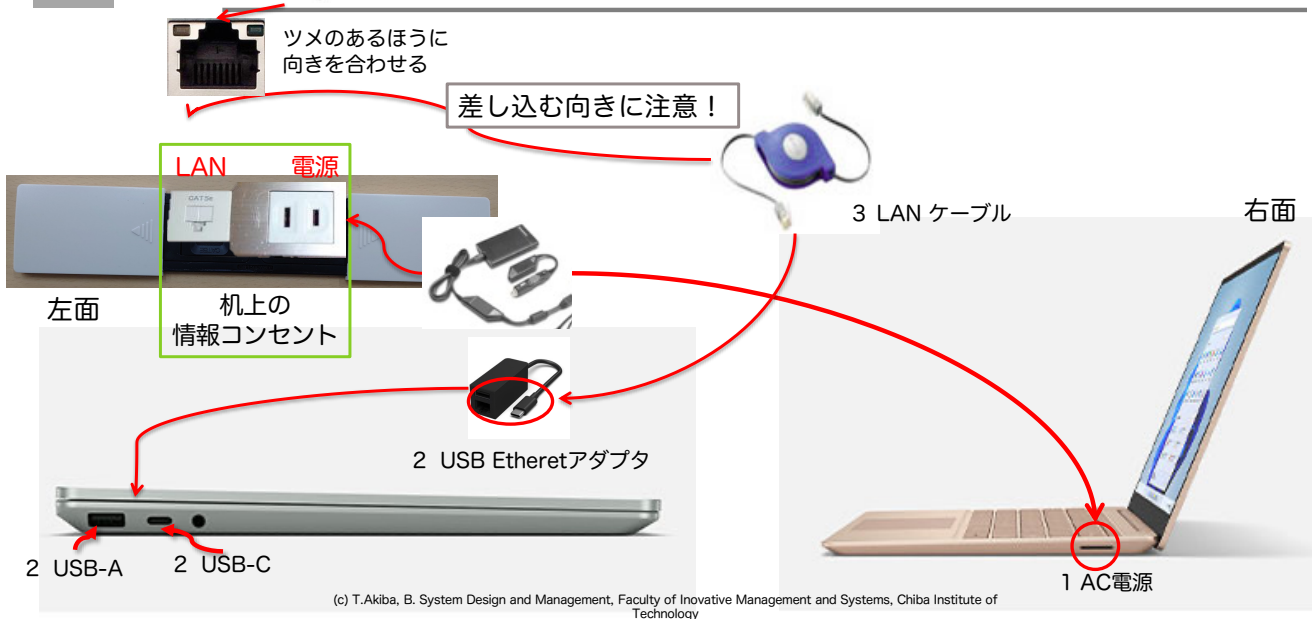 ツメのあるほうに
向きを合わせる
差し込む向きに注意！
LAN 電源
CAT5e
3 LAN ケーブル
右面
左面
机上の
情報コンセント
2 USB Etheretアダプタ
2 USB-A
2 USB-C
1 AC電源
(c) T.Akiba, B. System Design and Management, Faculty of Inovative Management and Systems, Chiba Institute of
Technology